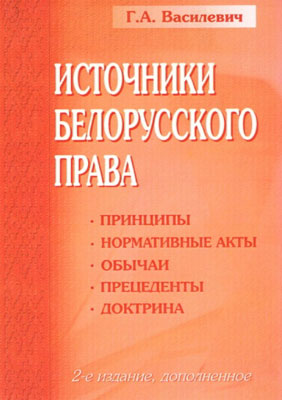 Г.А. Василевич
ИСТОЧНИКИ
БЕЛОРУССКОГО
ПРАВА
· ПРИНЦИПЫ
· НОРМАТИВНЫЕ АКТЫ
· ОБЫЧАИ
· ПРЕЦЕДЕНТЫ
· ДОКТРИНА
2-е издание, дополненное